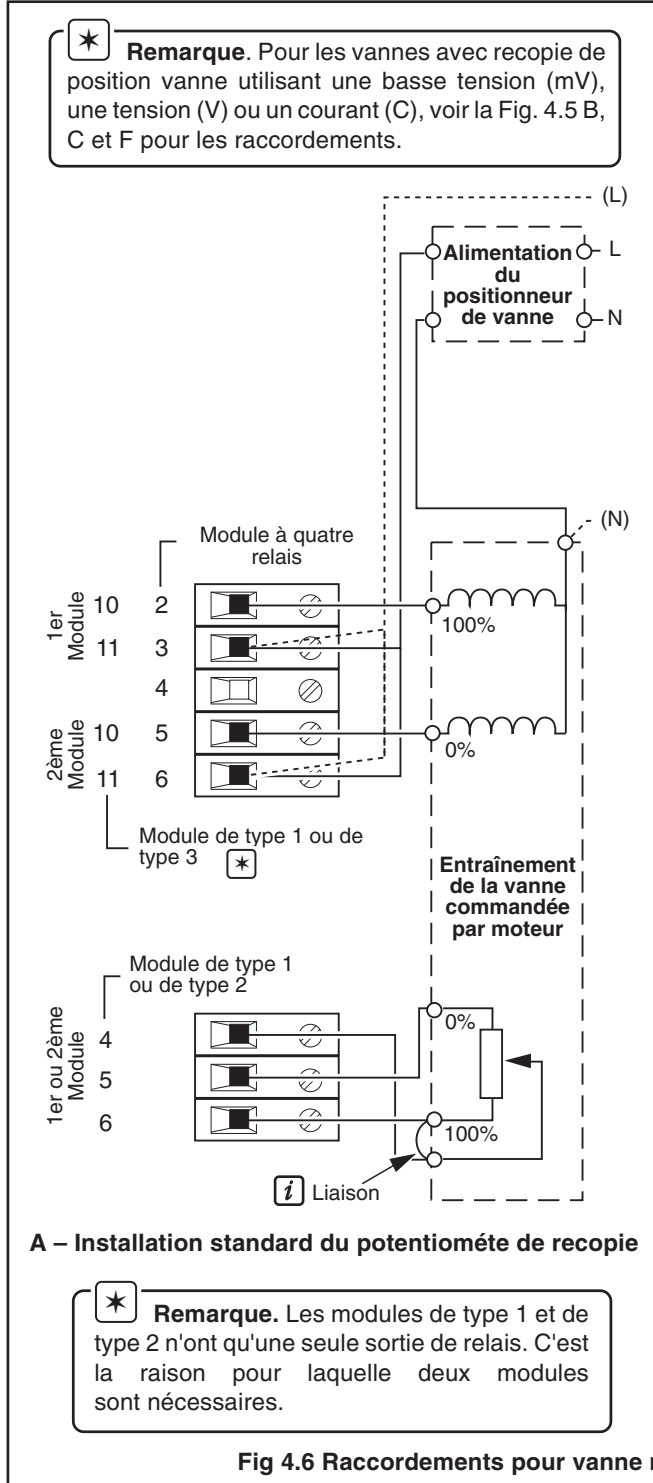 Remarque. Pour les vannes avec recopie de
position vanne utilisant une basse tension (mV),
une tension (V) ou un courant (C), voir la Fig. 4.5 B,
C et F pour les raccordements.
(L)
Alimentation
du
positionneur
de vanne
L
N
(N)
Module à quatre
relais
1er
Module
10 2
100%
11 3
4
2ème
Module
10 5
0%
11 6
Module de type 1 ou de
type 3
Entraînement
de la vanne
commandée
par moteur
Module de type 1
ou de type 2
1er ou 2ème
Module
4
0%
5
6
100%
i Liaison
A – Installation standard du potentiométe de recopie
Remarque. Les modules de type 1 et de
type 2 n'ont qu'une seule sortie de relais. C'est
la raison pour laquelle deux modules
sont nécessaires.
Fig 4.6 Raccordements pour vanne